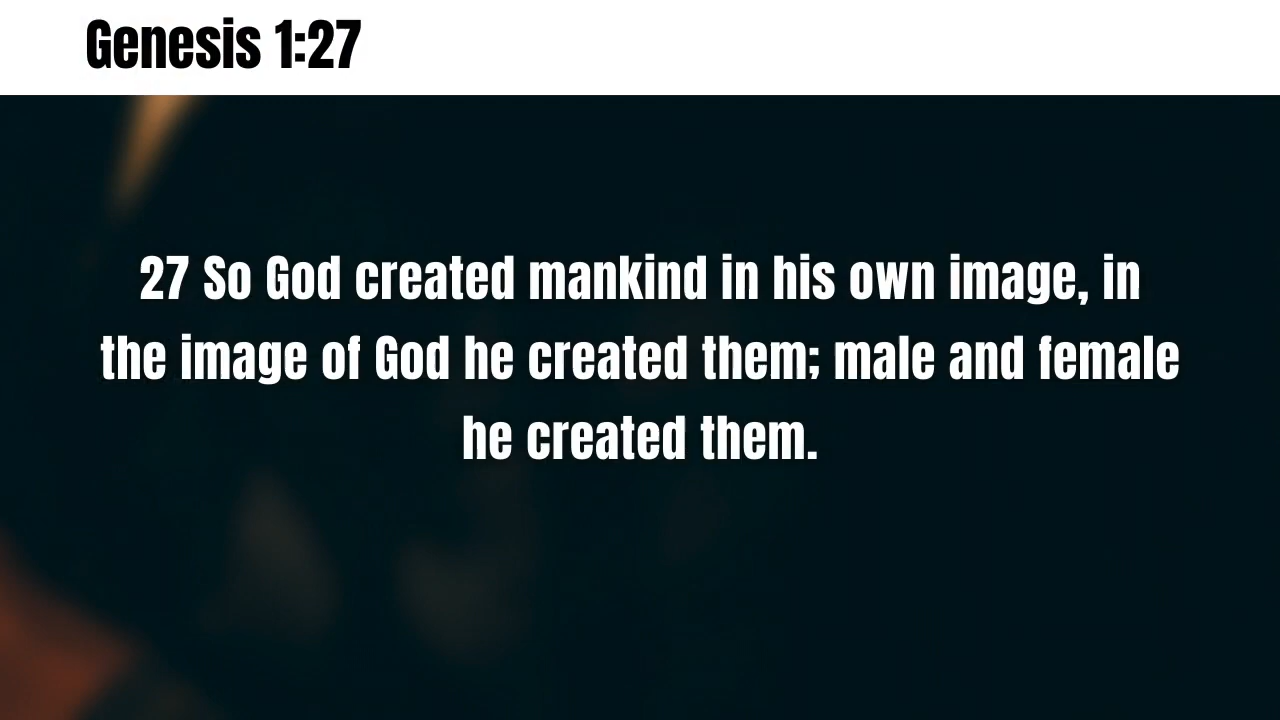 Genesis 1:27
27 So God created mankind in his own image, in
the image of God he created them; male and female
he created them.